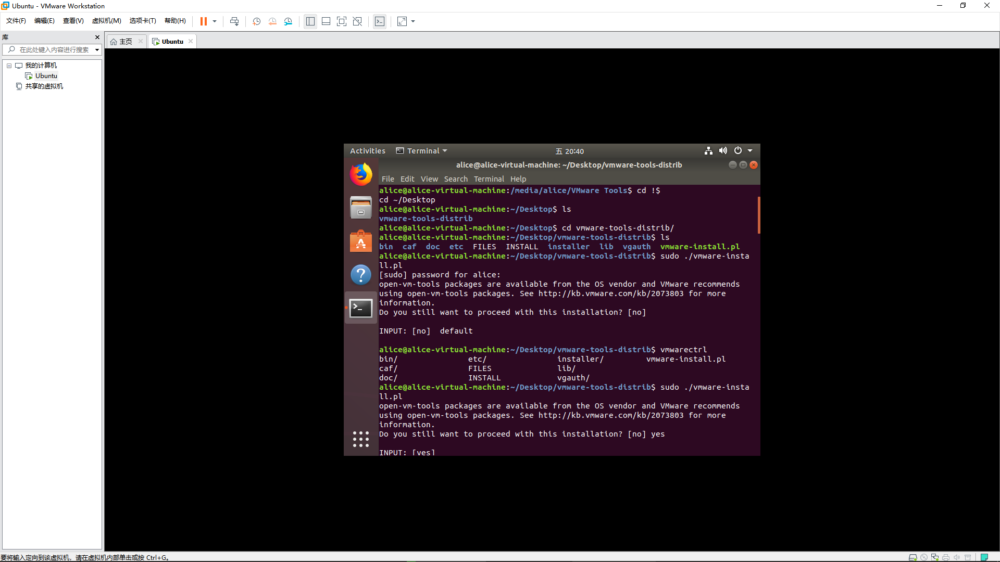 Ubuntu - VMware Workstation
文件(F) 编辑(E) 查看(V) 虚拟机(M) 选项卡(T) 帮助(H)
库
在此处键入内容进行搜索
我的计算机
Ubuntu
共享的虚拟机
主页
Ubuntu
Activities Terminal 五 20:40
alice@alice-virtual-machine: ~/Desktop/vmware-tools-distrib
File Edit View Search Terminal Help
alice@alice-virtual-machine:/media/alice/VMware Tools$ cd !$
cd ~/Desktop
alice@alice-virtual-machine:~/Desktop$ ls
vmware-tools-distrib
alice@alice-virtual-machine:~/Desktop$ cd vmware-tools-distrib/
alice@alice-virtual-machine:~/Desktop/vmware-tools-distrib$ ls
bin caf doc etc FILES INSTALL installer lib vgauth vmware-install.pl
alice@alice-virtual-machine:~/Desktop/vmware-tools-distrib$ sudo ./vmware-insta
ll.pl
[sudo] password for alice:
open-vm-tools packages are available from the OS vendor and VMware recommends
using open-vm-tools packages. See http://kb.vmware.com/kb/2073803 for more
information.
Do you still want to proceed with this installation? [no]
INPUT: [no] default
alice@alice-virtual-machine:~/Desktop/vmware-tools-distrib$ vmwarectrl
bin/ etc/ installer/ vmware-install.pl
caf/ FILES lib/
doc/ INSTALL vgauth/
alice@alice-virtual-machine:~/Desktop/vmware-tools-distrib$ sudo ./vmware-insta
ll.pl
open-vm-tools packages are available from the OS vendor and VMware recommends
using open-vm-tools packages. See http://kb.vmware.com/kb/2073803 for more
information.
Do you still want to proceed with this installation? [no] yes
INPUT: [yes]
要将输入定向到该虚拟机，请在虚拟机内部单击或按 Ctrl+G。